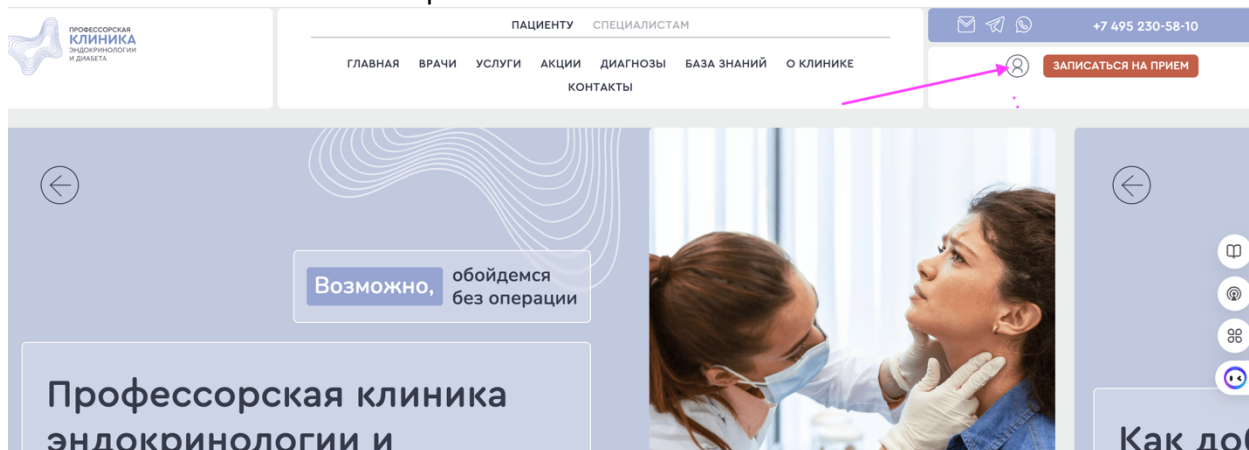 ПРОФЕССОРСКАЯ
КЛИНИКА
ЭНДОКРИНОЛОГИИ
И ДИАБЕТА
ПАЦИЕНТУ СПЕЦИАЛИСТАМ
ГЛАВНАЯ ВРАЧИ УСЛУГИ АКЦИИ ДИАГНОЗЫ БАЗА ЗНАНИЙ О КЛИНИКЕ
КОНТАКТЫ
+7 495 230-58-10
ЗАПИСАТЬСЯ НА ПРИЕМ
Возможно, обойдемся
без операции
Профессорская клиника
эндокринологии и
Как доб